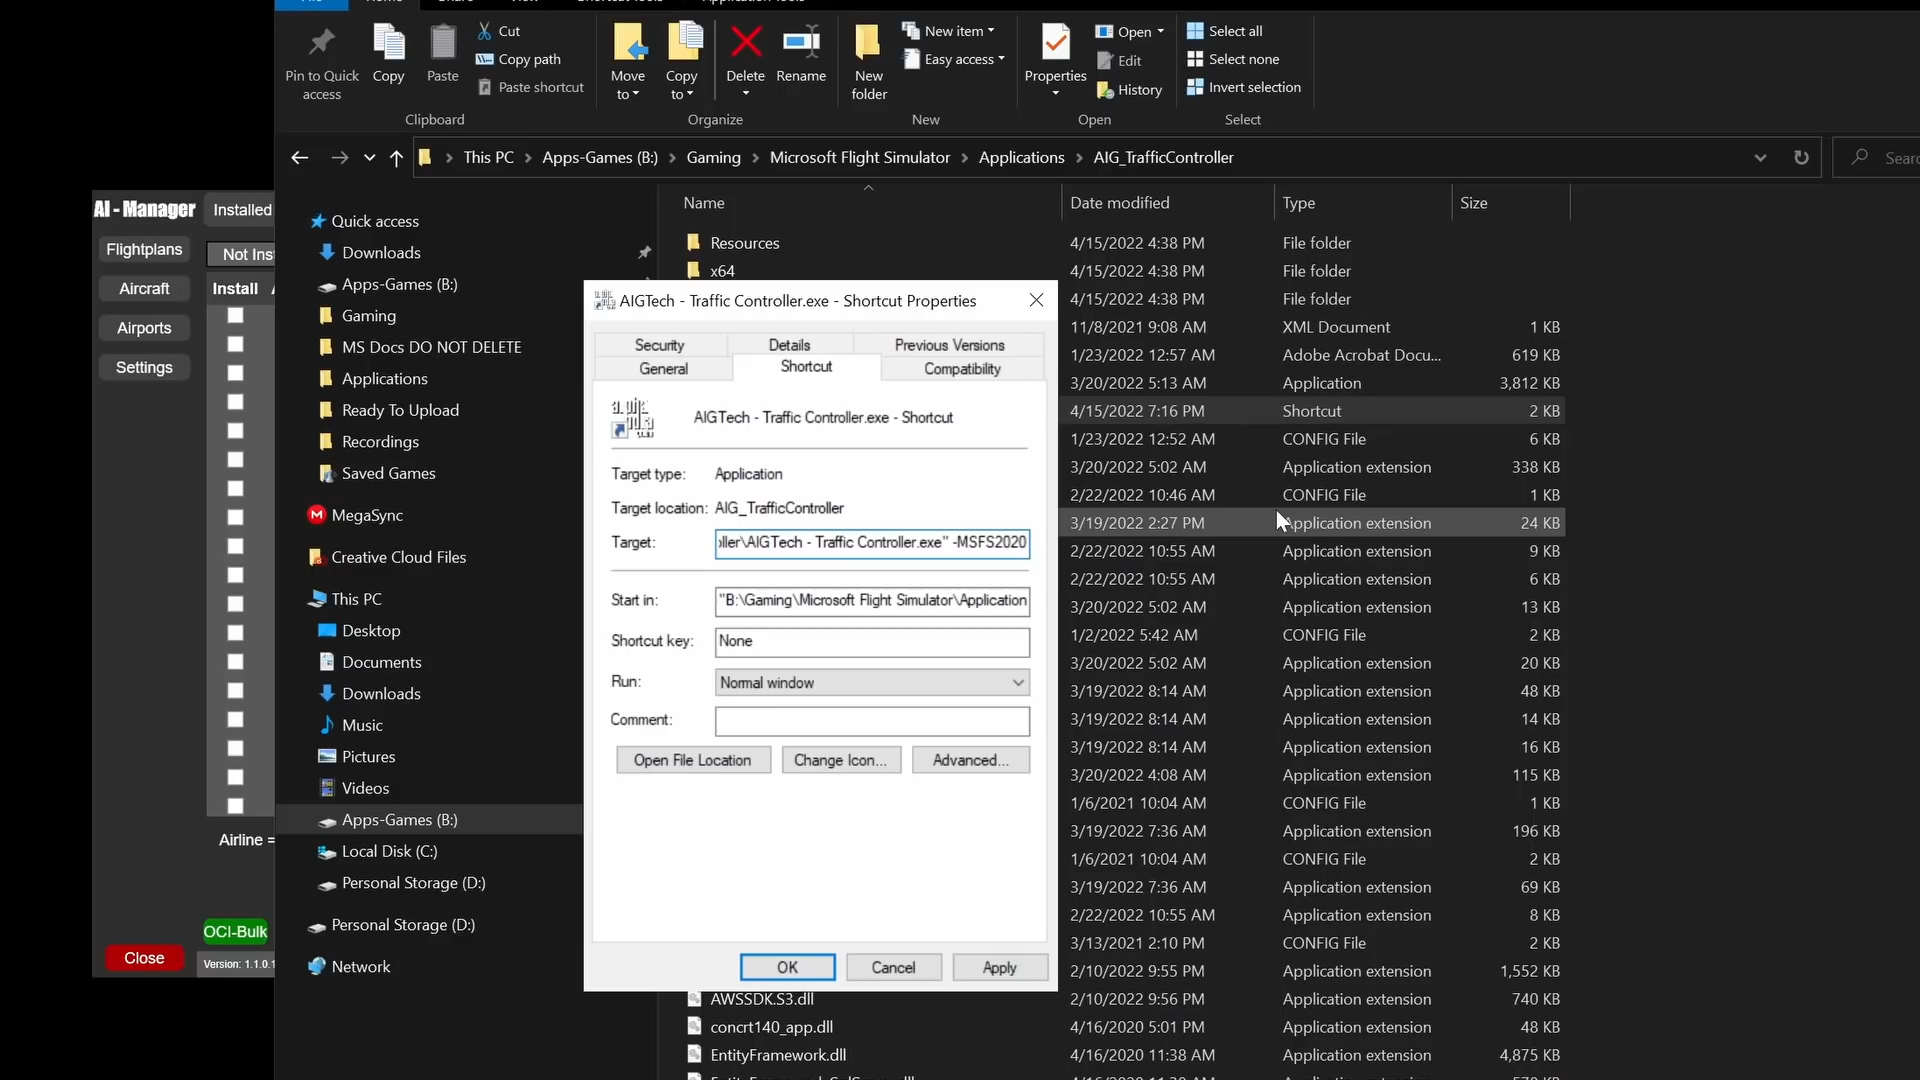 Home
Cut
Copy path
Paste shortcut
Pin to Quick
access
Copy
Paste
Clipboard
Move
to
Copy
to
Delete
Rename
Organize
New
folder
New item
Easy access
New
Properties
Open
Edit
History
Open
Select all
Select none
Invert selection
Select
This PC > Apps-Games (B:) > Gaming > Microsoft Flight Simulator > Applications > AIG_TrafficController
AI - Manager
Installed
Flightplans
Aircraft
Airports
Settings
Install
Airline =
OCI-Bulk
Close
Version: 1.1.0.1
Quick access
Downloads
Apps-Games (B:)
Gaming
MS Docs DO NOT DELETE
Applications
Ready To Upload
Recordings
Saved Games
MegaSync
Creative Cloud Files
This PC
Desktop
Documents
Downloads
Music
Pictures
Videos
Apps-Games (B:)
Local Disk (C:)
Personal Storage (D:)
Personal Storage (D:)
Network
Name Date modified Type Size
Resources 4/15/2022 4:38 PM File folder
x64 4/15/2022 4:38 PM File folder
4/15/2022 4:38 PM File folder
11/8/2021 9:08 AM XML Document 1 KB
1/23/2022 12:57 AM Adobe Acrobat Docu... 619 KB
3/20/2022 5:13 AM Application 3,812 KB
4/15/2022 7:16 PM Shortcut 2 KB
1/23/2022 12:52 AM CONFIG File 6 KB
3/20/2022 5:02 AM Application extension 338 KB
2/22/2022 10:46 AM CONFIG File 1 KB
3/19/2022 2:27 PM Application extension 24 KB
2/22/2022 10:55 AM Application extension 9 KB
2/22/2022 10:55 AM Application extension 6 KB
3/20/2022 5:02 AM Application extension 13 KB
1/2/2022 5:42 AM CONFIG File 2 KB
3/20/2022 5:02 AM Application extension 20 KB
3/19/2022 8:14 AM Application extension 48 KB
3/19/2022 8:14 AM Application extension 14 KB
3/19/2022 8:14 AM Application extension 16 KB
3/20/2022 4:08 AM Application extension 115 KB
1/6/2021 10:04 AM CONFIG File 1 KB
3/19/2022 7:36 AM Application extension 196 KB
1/6/2021 10:04 AM CONFIG File 2 KB
3/19/2022 7:36 AM Application extension 69 KB
2/22/2022 10:55 AM Application extension 8 KB
3/13/2021 2:10 PM CONFIG File 2 KB
2/10/2022 9:55 PM Application extension 1,552 KB
AWSSDK.S3.dll 2/10/2022 9:56 PM Application extension 740 KB
concrt140_app.dll 4/16/2020 5:01 PM Application extension 48 KB
EntityFramework.dll 4/16/2020 11:38 AM Application extension 4,875 KB
AIGTech - Traffic Controller.exe - Shortcut Properties
Security Details Previous Versions
General Shortcut Compatibility
AIGTech - Traffic Controller.exe - Shortcut
Target type: Application
Target location: AIG_TrafficController
Target: ller\AIGTech - Traffic Controller.exe" -MSFS2020
Start in: "B:\Gaming\Microsoft Flight Simulator\Application
Shortcut key: None
Run: Normal window
Comment:
Open File Location Change Icon... Advanced...
OK Cancel Apply